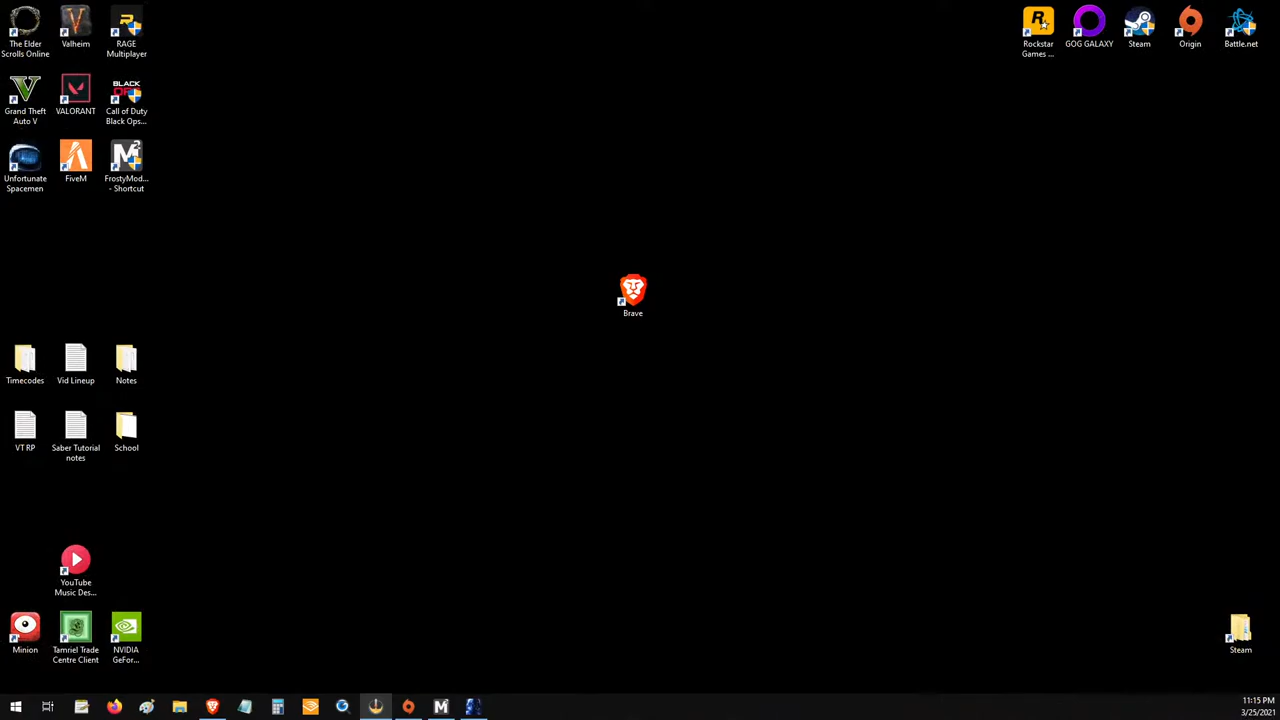 The Elder
Scrolls Online
Valheim
RAGE
Multiplayer
Rockstar
Games ...
GOG GALAXY
Steam
Origin
Battle.net
Grand Theft
Auto V
VALORANT
BLACK
OPS
Call of Duty
Black Ops...
Unfortunate
Spacemen
FiveM
FrostyMod...
- Shortcut
Brave
Timecodes
Vid Lineup
Notes
VT RP
Saber Tutorial
notes
School
YouTube
Music Des...
Minion
Tamriel Trade
Centre Client
NVIDIA
GeFor...
Steam
11:15 PM
3/25/2021